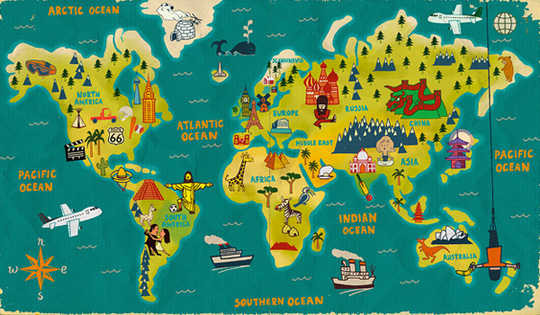 ARCTIC OCEAN
SCANDINAVIA
NORTH
AMERICA
ROUTE
66
ATLANTIC
OCEAN
EUROPE
RUSSIA
CHINA
MIDDLE EAST
ASIA
PACIFIC
OCEAN
PACIFIC
OCEAN
AFRICA
SOUTH
AMERICA
INDIAN
OCEAN
AUSTRALIA
n
w e
s
SOUTHERN OCEAN